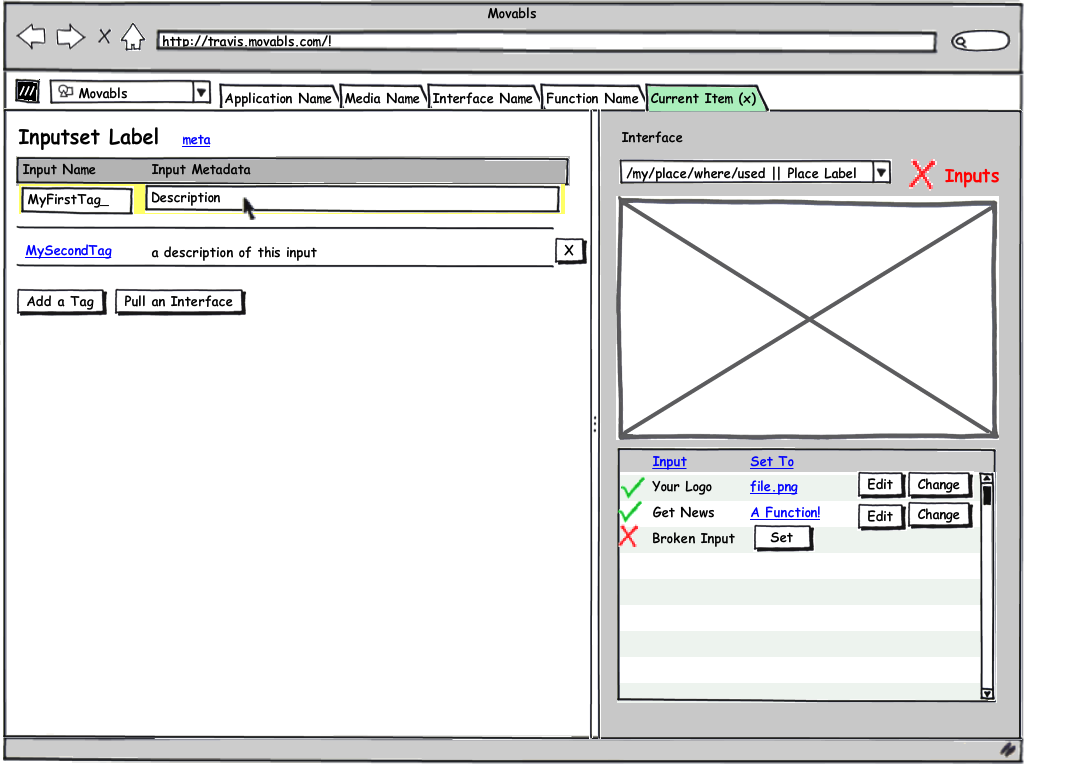 Movabls
http://travis.movabls.com/!
Movabls
Application Name
Media Name
Interface Name
Function Name
Current Item (x)
Inputset Label meta
Input Name Input Metadata
MyFirstTag_ Description
MySecondTag a description of this input X
Add a Tag Pull an Interface
Interface
/my/place/where/used || Place Label
Inputs
Input Set To
Your Logo file.png Edit Change
Get News A Function! Edit Change
Broken Input Set